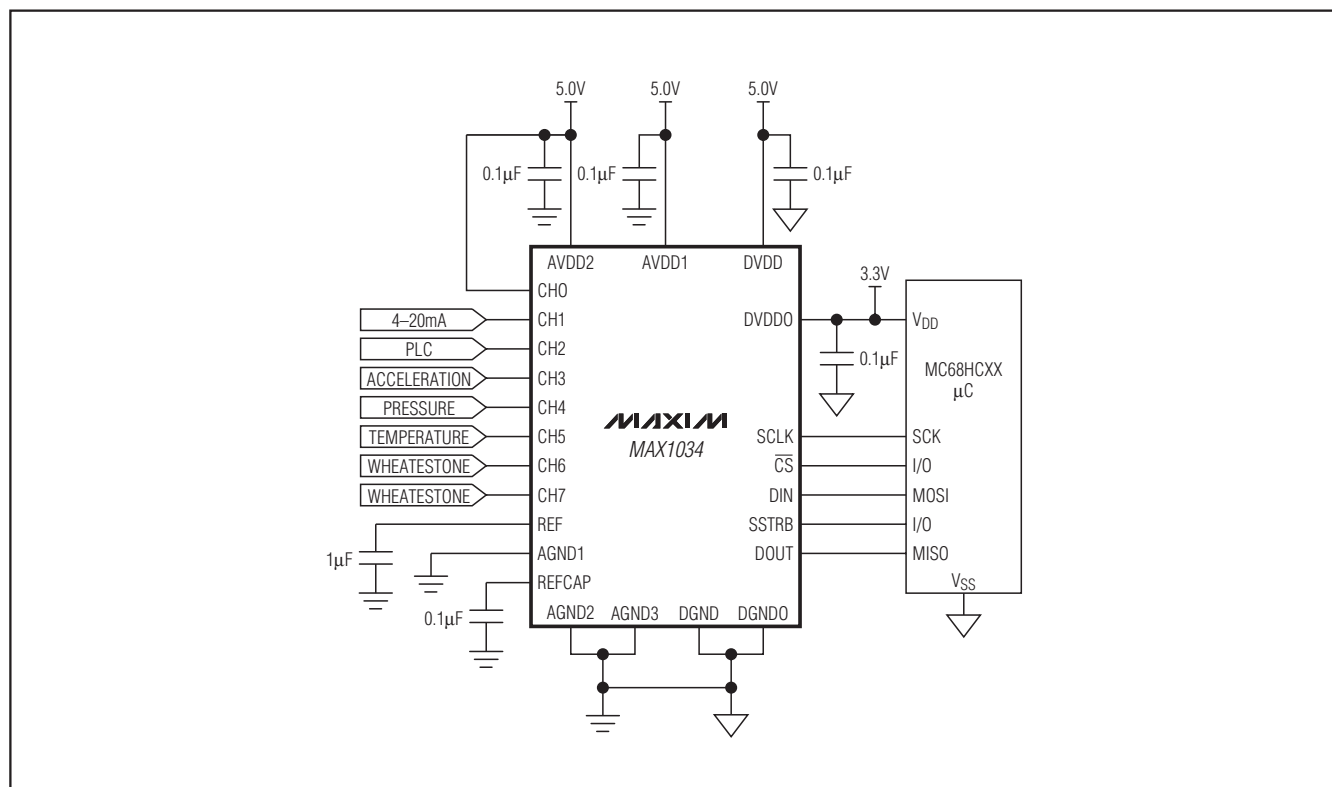 5.0V 5.0V 5.0V
0.1µF 0.1µF 0.1µF
AVDD2 AVDD1 DVDD
3.3V
CH0
4–20mA CH1 DVDDO VDD
PLC CH2
0.1µF
MC68HCXX
µC
ACCELERATION CH3
PRESSURE CH4
MAXIM
MAX1034
TEMPERATURE CH5 SCLK SCK
WHEATESTONE CH6 CS I/O
WHEATESTONE CH7 DIN MOSI
REF SSTRB I/O
1µF
AGND1 DOUT MISO
REFCAP VSS
0.1µF
AGND2 AGND3 DGND DGNDO